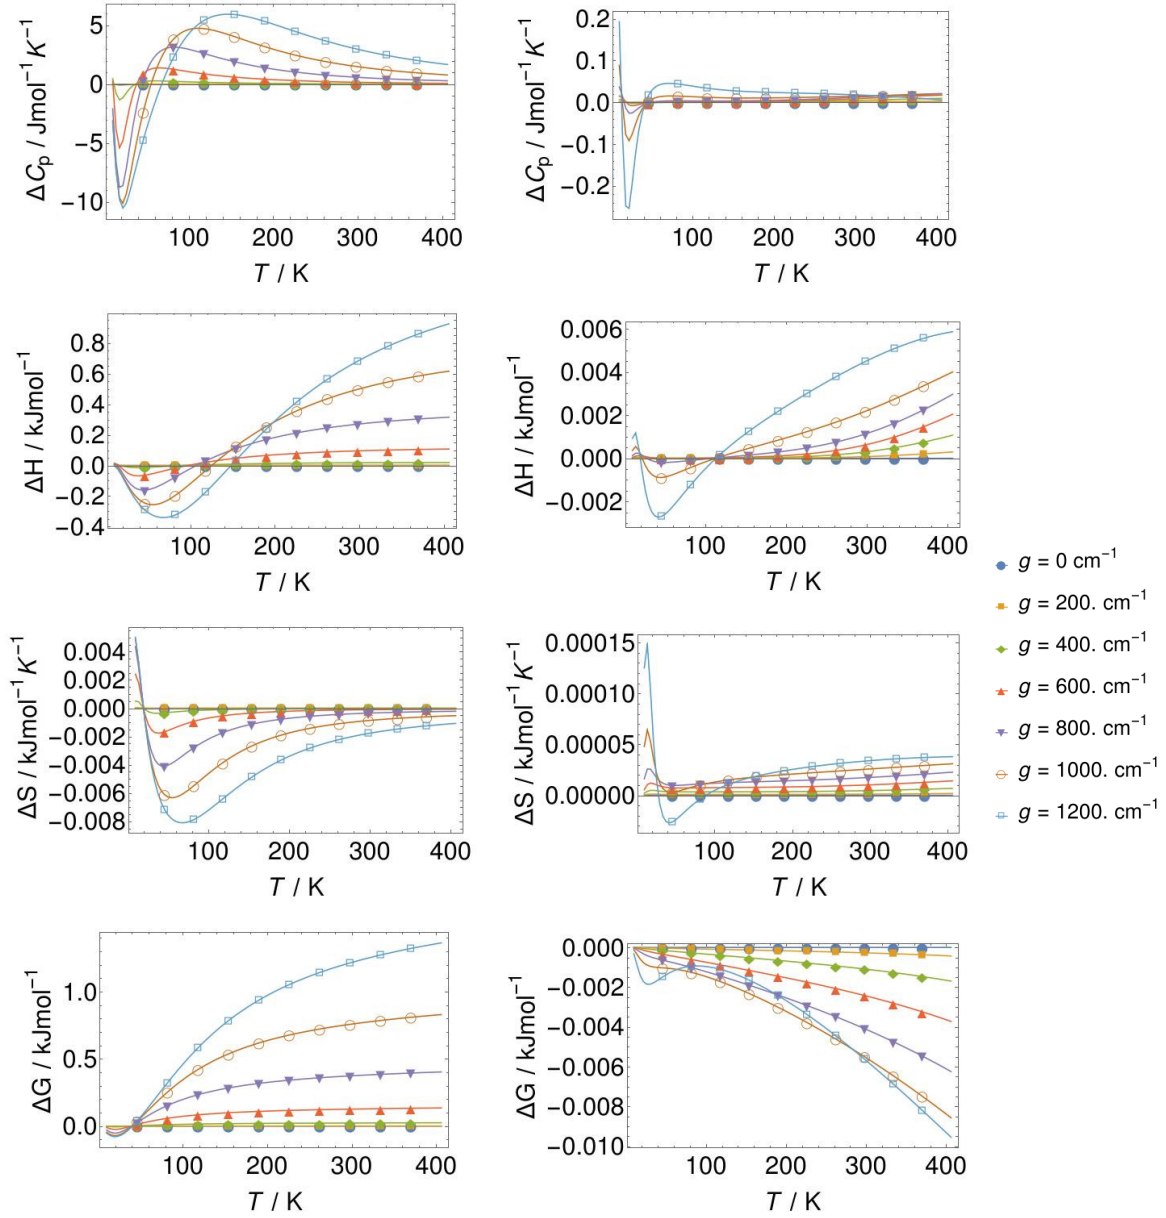 5
0
−5
−10
ΔCp / Jmol−1K−1
100 200 300 400
T / K
0.2
0.1
0.0
−0.1
−0.2
ΔCp / Jmol−1K−1
100 200 300 400
T / K
0.8
0.6
0.4
0.2
0.0
−0.2
−0.4
ΔH / kJmol−1
100 200 300 400
T / K
0.006
0.004
0.002
0.000
−0.002
ΔH / kJmol−1
100 200 300 400
T / K
0.004
0.002
0.000
−0.002
−0.004
−0.006
−0.008
ΔS / kJmol−1K−1
100 200 300 400
T / K
0.00015
0.00010
0.00005
0.00000
ΔS / kJmol−1K−1
100 200 300 400
T / K
1.0
0.5
0.0
ΔG / kJmol−1
100 200 300 400
T / K
0.000
−0.002
−0.004
−0.006
−0.008
−0.010
ΔG / kJmol−1
100 200 300 400
T / K
g = 0 cm−1
g = 200. cm−1
g = 400. cm−1
g = 600. cm−1
g = 800. cm−1
g = 1000. cm−1
g = 1200. cm−1